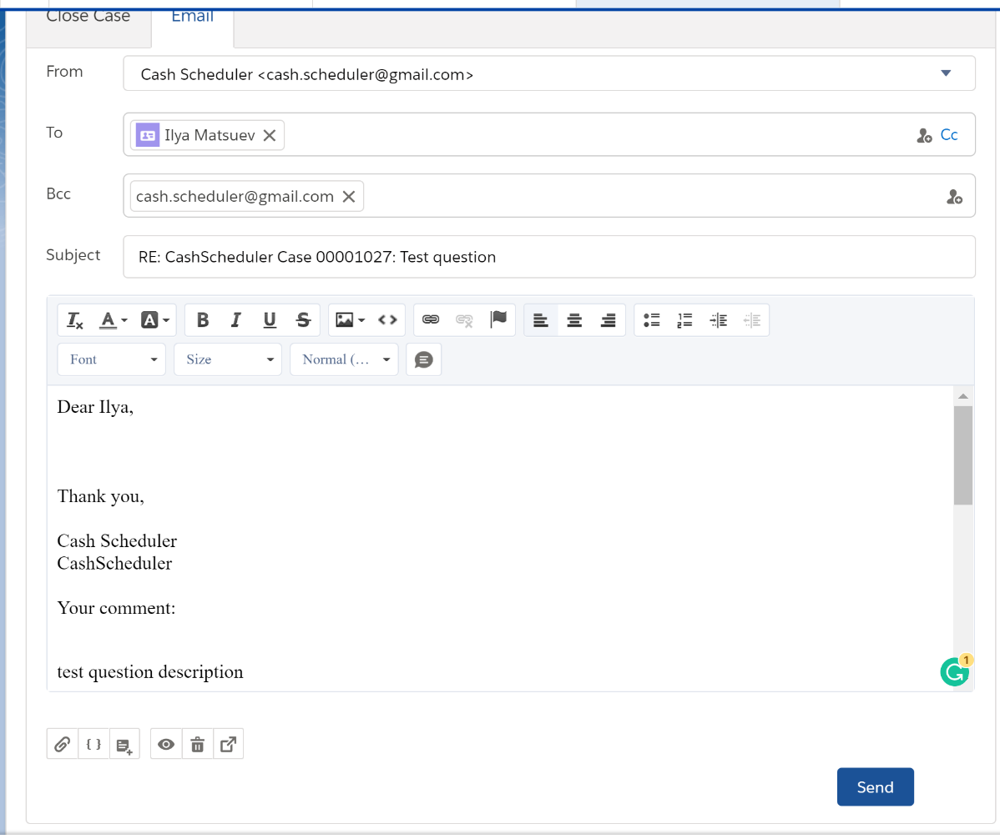 Close Case
Email
From
Cash Scheduler <cash.scheduler@gmail.com>
To
Ilya Matsuev
Cc
Bcc
cash.scheduler@gmail.com
Subject
RE: CashScheduler Case 00001027: Test question
Font
Size
Normal (...
Dear Ilya,
Thank you,
Cash Scheduler
CashScheduler
Your comment:
test question description
1
Send